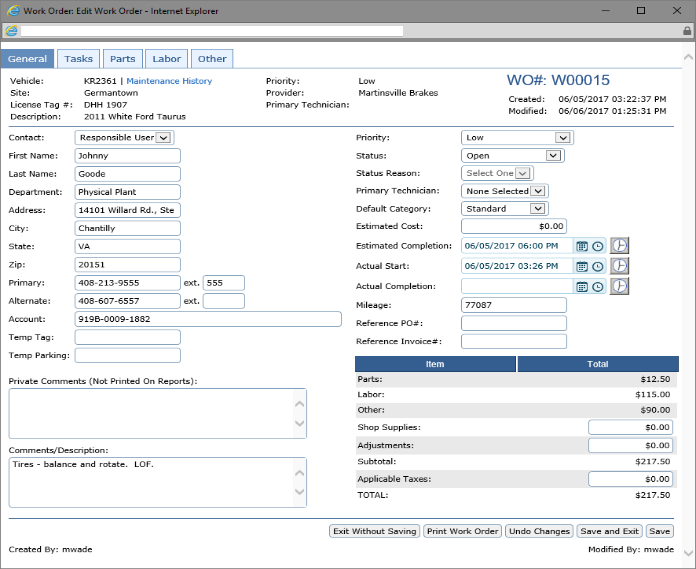 Work Order: Edit Work Order - Internet Explorer
General Tasks Parts Labor Other
Vehicle: KR2361 | Maintenance History Priority: Low WO#: W00015
Site: Germantown Provider: Martinsville Brakes
License Tag #: DHH 1907 Primary Technician: Created: 06/05/2017 03:22:37 PM
Description: 2011 White Ford Taurus Modified: 06/06/2017 01:25:31 PM
Contact: Responsible User
First Name: Johnny
Last Name: Goode
Department: Physical Plant
Address: 14101 Willard Rd., Ste
City: Chantilly
State: VA
Zip: 20151
Primary: 408-213-9555 ext. 555
Alternate: 408-607-6557 ext.
Account: 919B-0009-1882
Temp Tag:
Temp Parking:
Private Comments (Not Printed On Reports):
Comments/Description:
Tires - balance and rotate. LOF.
Priority: Low
Status: Open
Status Reason: Select One
Primary Technician: None Selected
Default Category: Standard
Estimated Cost: $0.00
Estimated Completion: 06/05/2017 06:00 PM
Actual Start: 06/05/2017 03:26 PM
Actual Completion:
Mileage: 77087
Reference PO#:
Reference Invoice#:
Item Total
Parts: $12.50
Labor: $115.00
Other: $90.00
Shop Supplies: $0.00
Adjustments: $0.00
Subtotal: $217.50
Applicable Taxes: $0.00
TOTAL: $217.50
Exit Without Saving Print Work Order Undo Changes Save and Exit Save
Created By: mwade Modified By: mwade